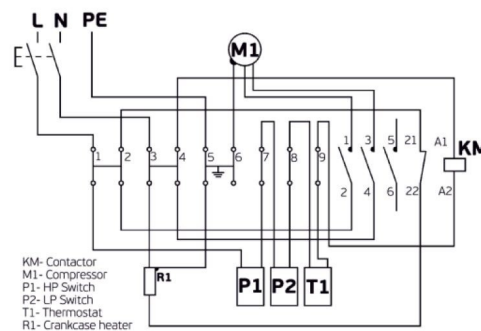 L N PE
M1
1 2 3 4 5 6 7 8 9 1 3 5 21 A1 KM
2 4 6 22 A2
R1 P1 P2 T1
KM- Contactor
M1- Compressor
P1- HP Switch
P2- LP Switch
T1- Thermostat
R1- Crankcase heater